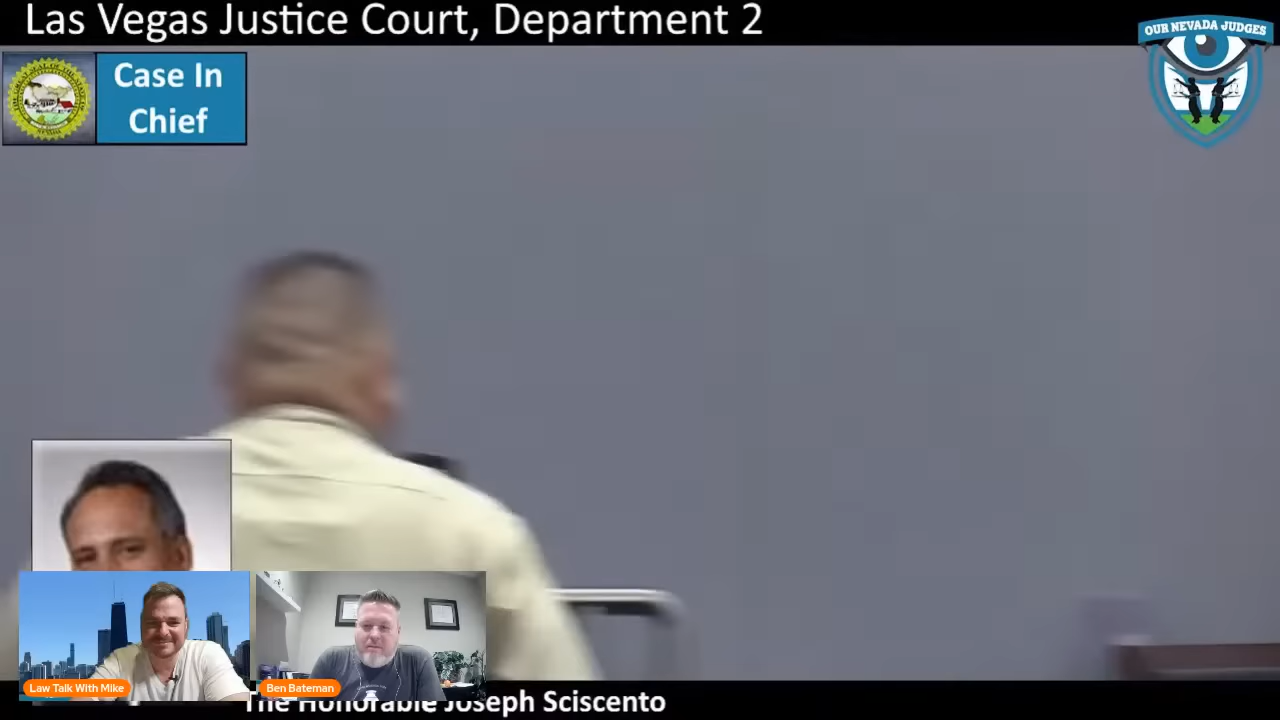 Las Vegas Justice Court, Department 2
OUR NEVADA JUDGES
Case In
Chief
Law Talk With Mike
Ben Bateman
The Honorable Joseph Sciscento